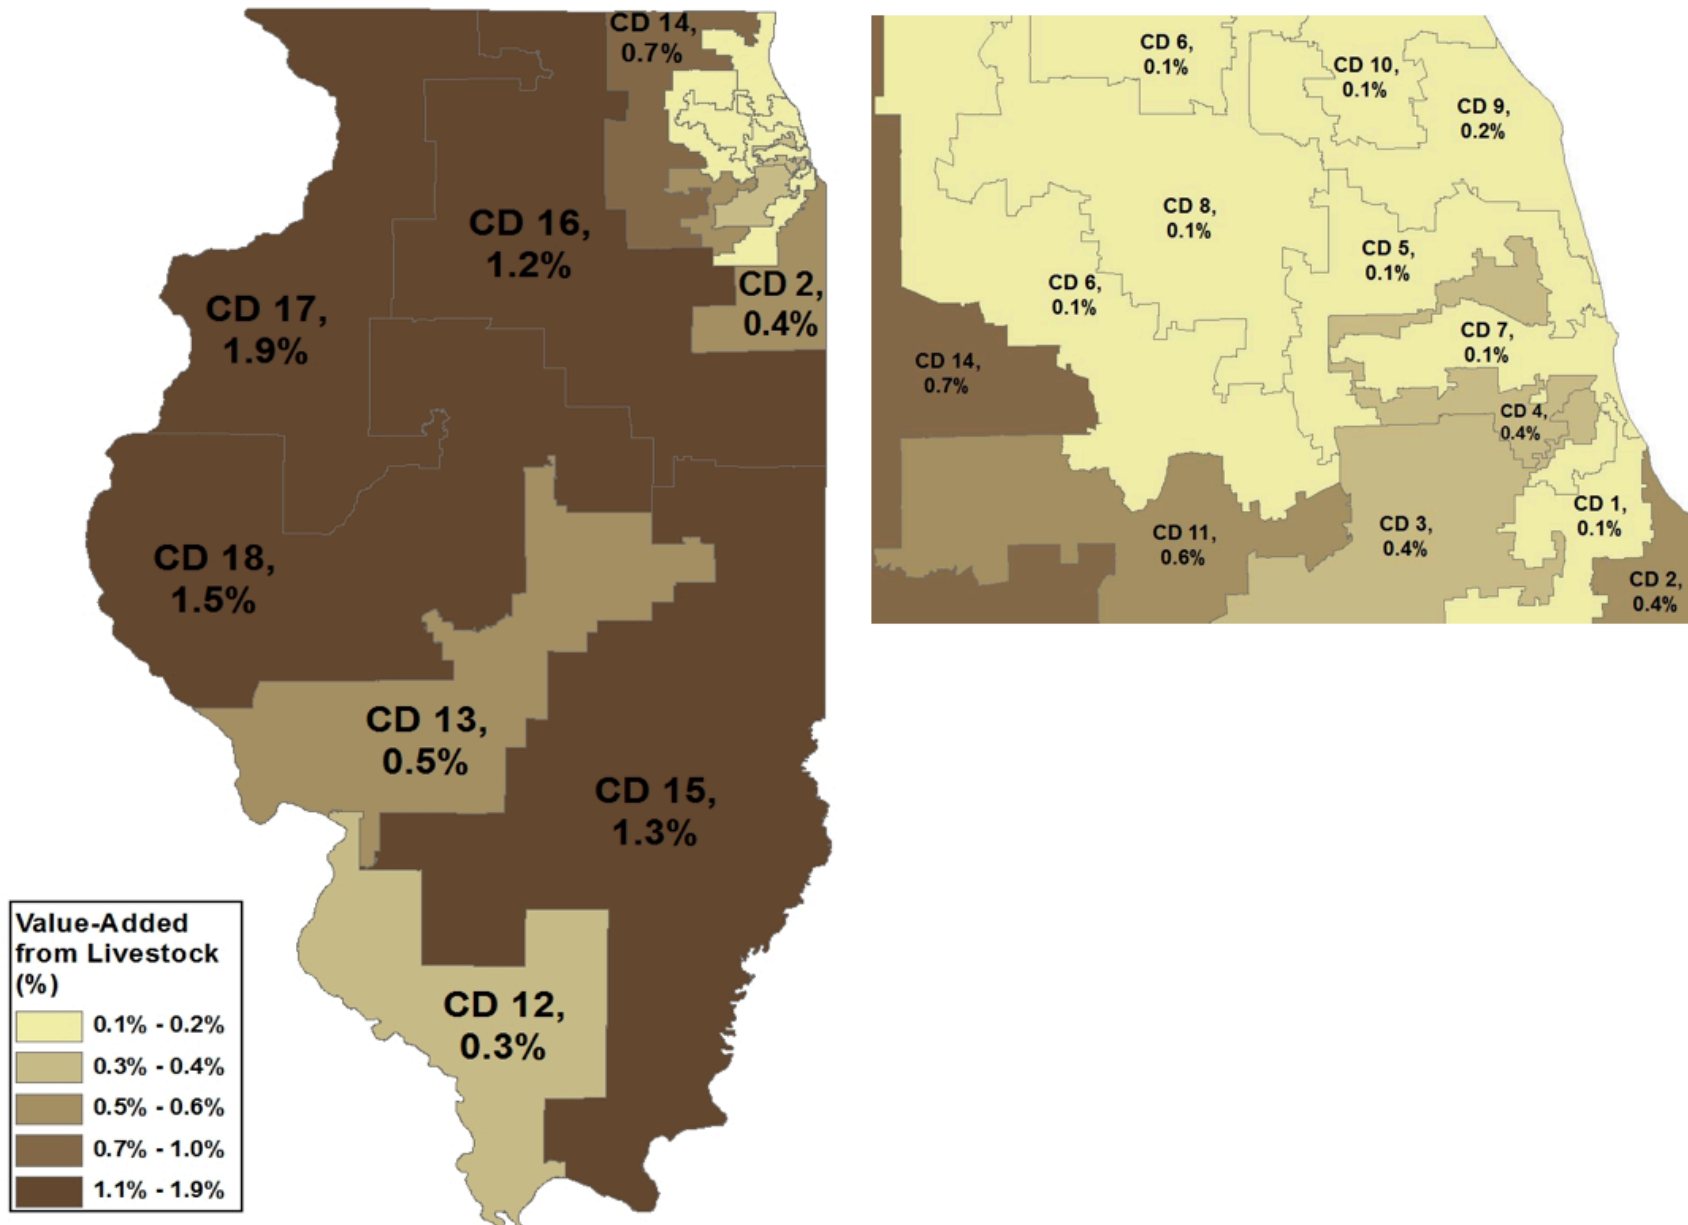 CD 14,
0.7%
CD 16,
1.2%
CD 2,
0.4%
CD 17,
1.9%
CD 18,
1.5%
CD 13,
0.5%
CD 15,
1.3%
CD 12,
0.3%
Value-Added
from Livestock
(%)
0.1% - 0.2%
0.3% - 0.4%
0.5% - 0.6%
0.7% - 1.0%
1.1% - 1.9%
CD 6,
0.1%
CD 10,
0.1%
CD 9,
0.2%
CD 8,
0.1%
CD 5,
0.1%
CD 6,
0.1%
CD 7,
0.1%
CD 14,
0.7%
CD 4,
0.4%
CD 1,
0.1%
CD 3,
0.4%
CD 11,
0.6%
CD 2,
0.4%